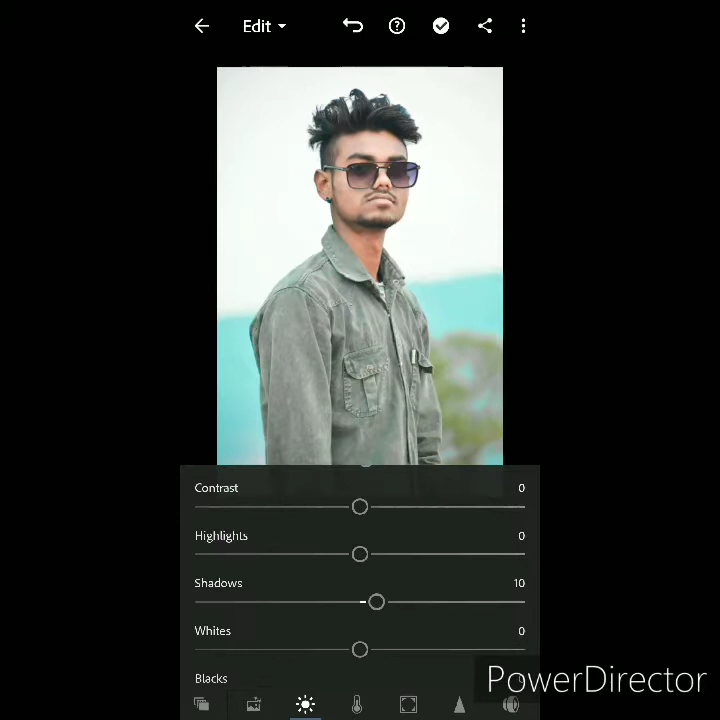 Edit
Contrast 0
Highlights 0
Shadows 10
Whites 0
Blacks
PowerDirector